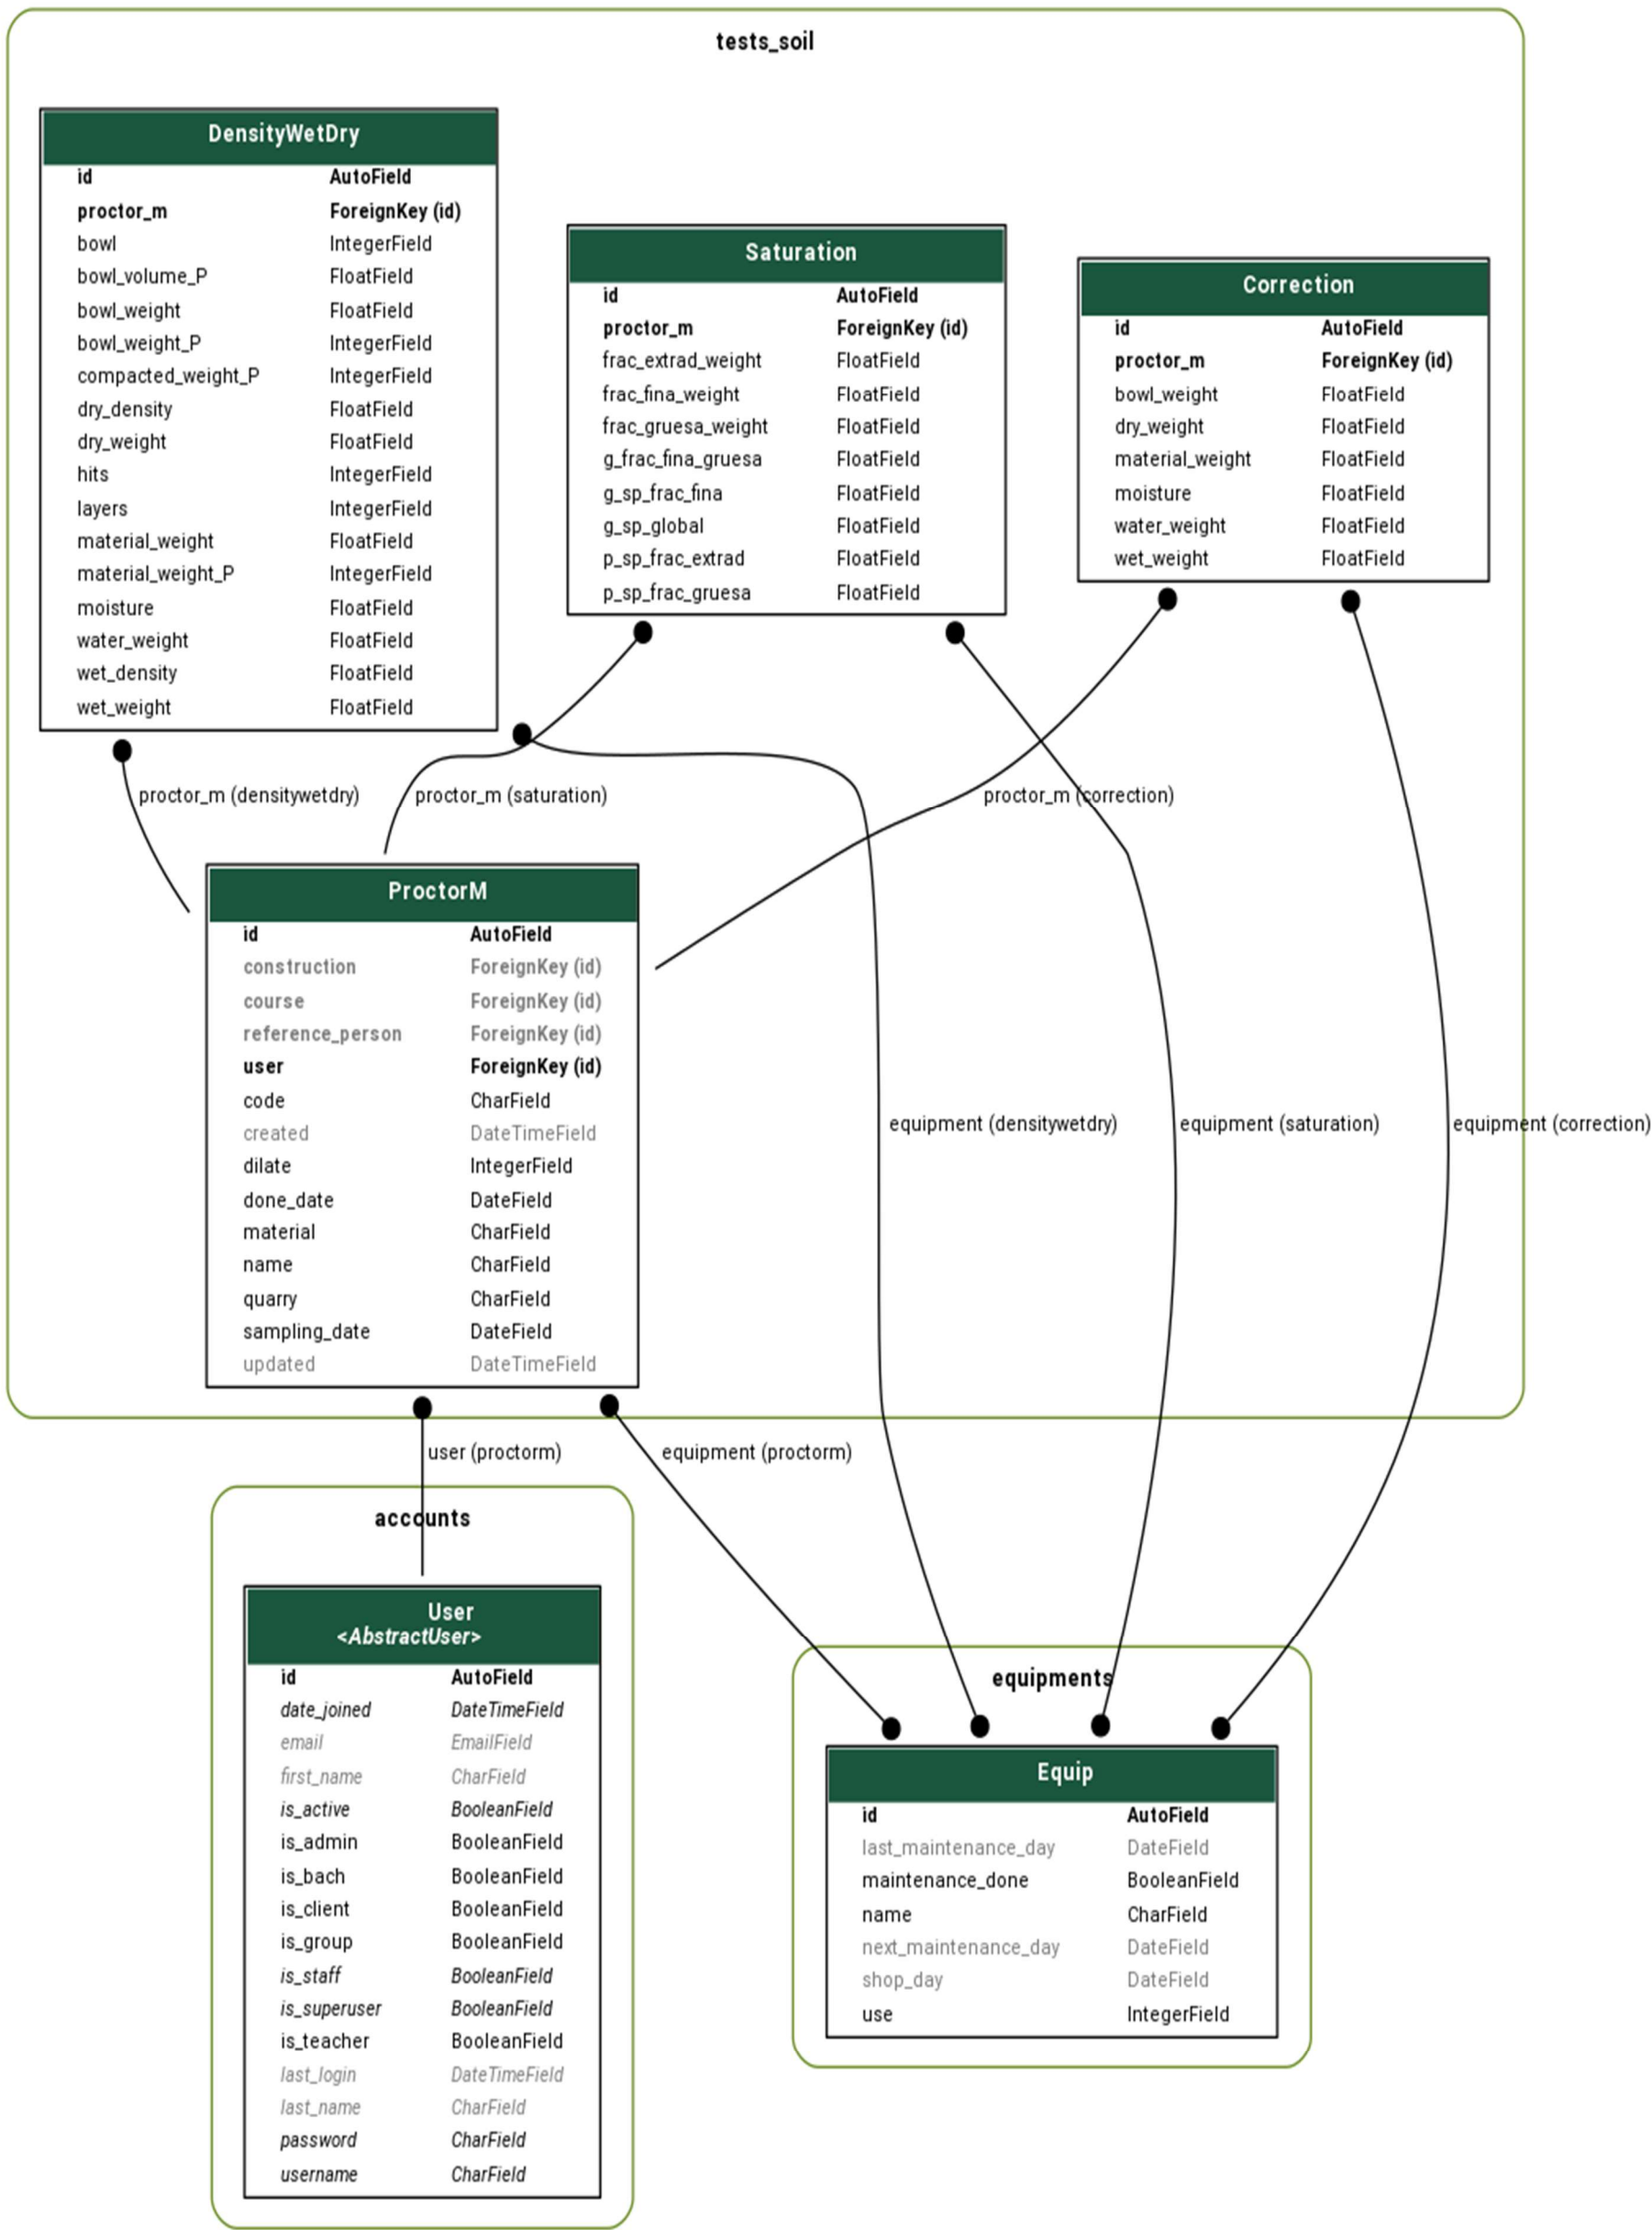 tests_soil
DensityWetDry
id AutoField
proctor_m ForeignKey (id)
bowl IntegerField
bowl_volume_P FloatField
bowl_weight FloatField
bowl_weight_P IntegerField
compacted_weight_P IntegerField
dry_density FloatField
dry_weight FloatField
hits IntegerField
layers IntegerField
material_weight FloatField
material_weight_P IntegerField
moisture FloatField
water_weight FloatField
wet_density FloatField
wet_weight FloatField
Saturation
id AutoField
proctor_m ForeignKey (id)
frac_extrad_weight FloatField
frac_fina_weight FloatField
frac_gruesa_weight FloatField
g_frac_fina_gruesa FloatField
g_sp_frac_fina FloatField
g_sp_global FloatField
p_sp_frac_extrad FloatField
p_sp_frac_gruesa FloatField
Correction
id AutoField
proctor_m ForeignKey (id)
bowl_weight FloatField
dry_weight FloatField
material_weight FloatField
moisture FloatField
water_weight FloatField
wet_weight FloatField
proctor_m (densitywetdry)
proctor_m (saturation)
proctor_m (correction)
ProctorM
id AutoField
construction ForeignKey (id)
course ForeignKey (id)
reference_person ForeignKey (id)
user ForeignKey (id)
code CharField
created DateTimeField
dilate IntegerField
done_date DateField
material CharField
name CharField
quarry CharField
sampling_date DateField
updated DateTimeField
equipment (densitywetdry)
equipment (saturation)
equipment (correction)
user (proctorm)
equipment (proctorm)
accounts
User
<AbstractUser>
id AutoField
date_joined DateTimeField
email EmailField
first_name CharField
is_active BooleanField
is_admin BooleanField
is_bach BooleanField
is_client BooleanField
is_group BooleanField
is_staff BooleanField
is_superuser BooleanField
is_teacher BooleanField
last_login DateTimeField
last_name CharField
password CharField
username CharField
equipments
Equip
id AutoField
last_maintenance_day DateField
maintenance_done BooleanField
name CharField
next_maintenance_day DateField
shop_day DateField
use IntegerField